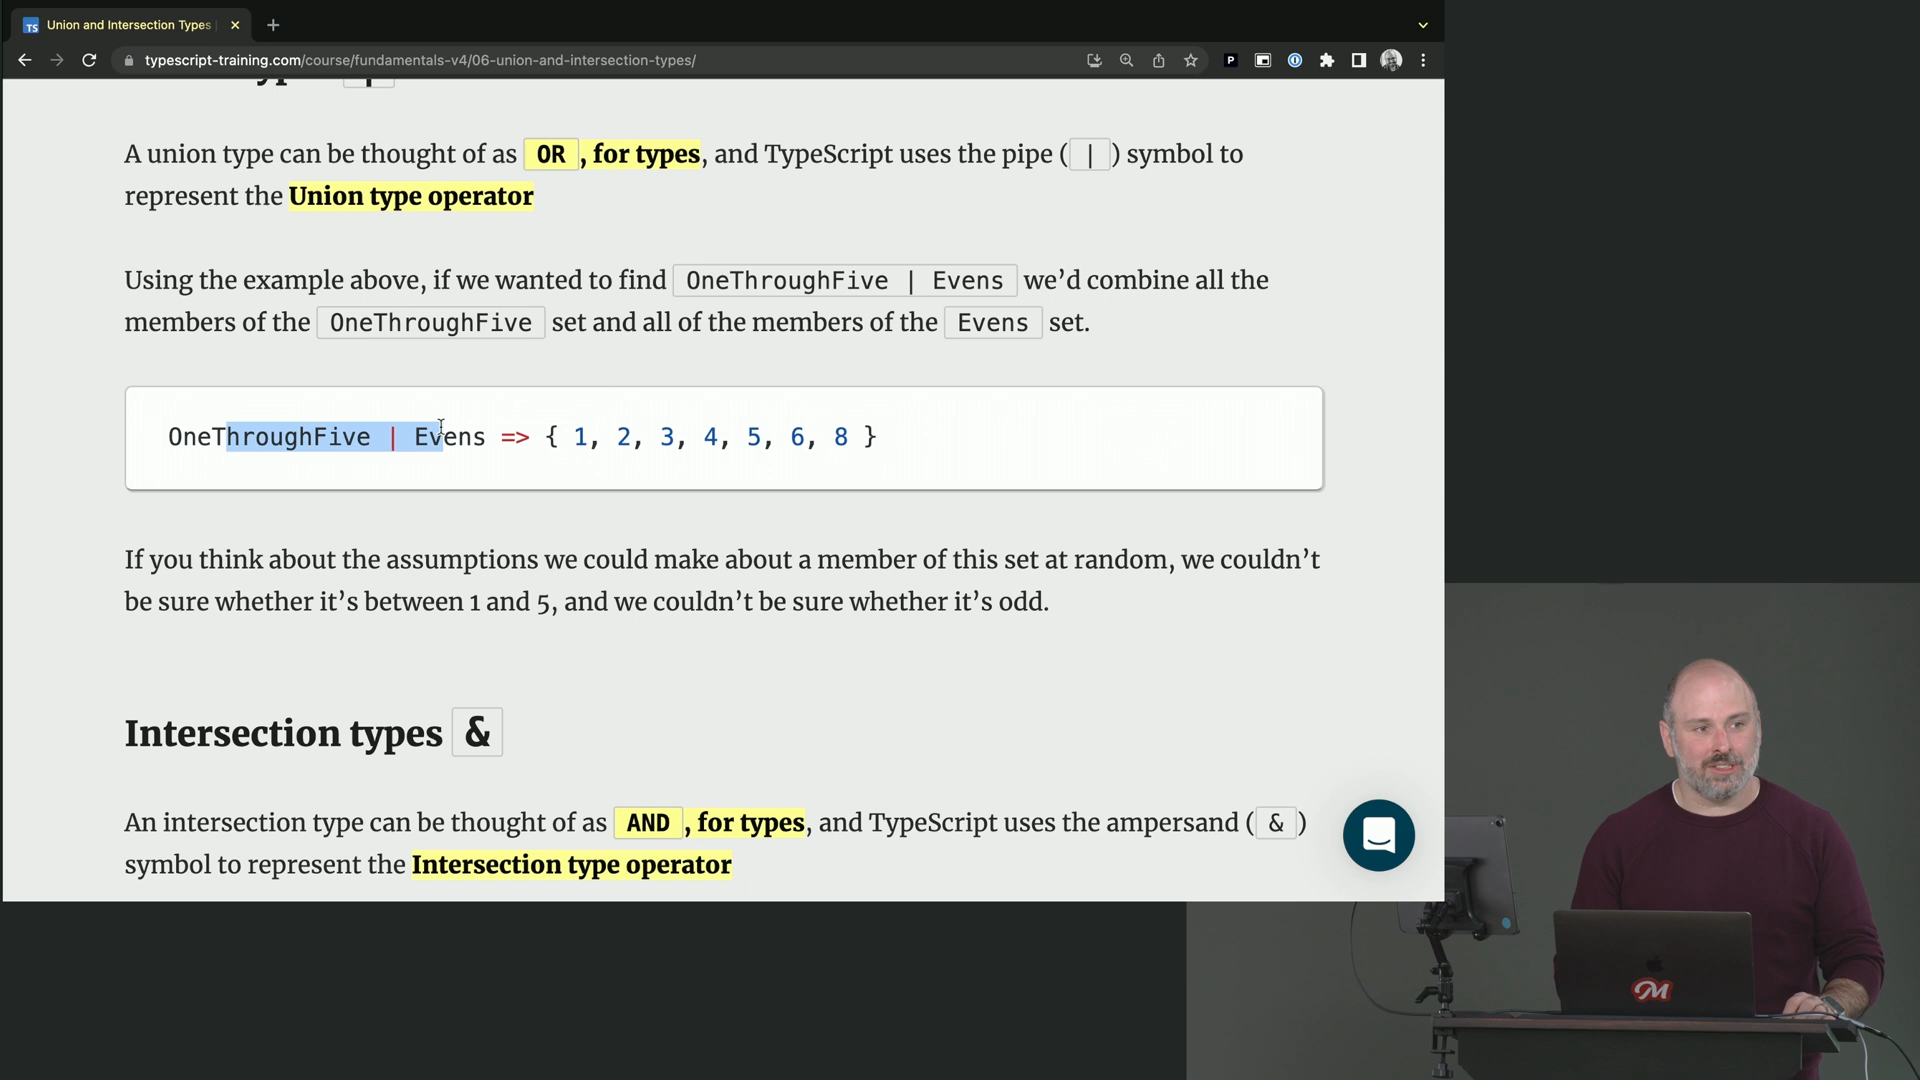 Union and Intersection Types
typescript-training.com/course/fundamentals-v4/06-union-and-intersection-types/
A union type can be thought of as OR , for types, and TypeScript uses the pipe ( | ) symbol to
represent the Union type operator
Using the example above, if we wanted to find OneThroughFive | Evens we’d combine all the
members of the OneThroughFive set and all of the members of the Evens set.
OneThroughFive | Evens => { 1, 2, 3, 4, 5, 6, 8 }
If you think about the assumptions we could make about a member of this set at random, we couldn’t
be sure whether it’s between 1 and 5, and we couldn’t be sure whether it’s odd.
Intersection types &
An intersection type can be thought of as AND , for types, and TypeScript uses the ampersand ( & )
symbol to represent the Intersection type operator
TS
P
M